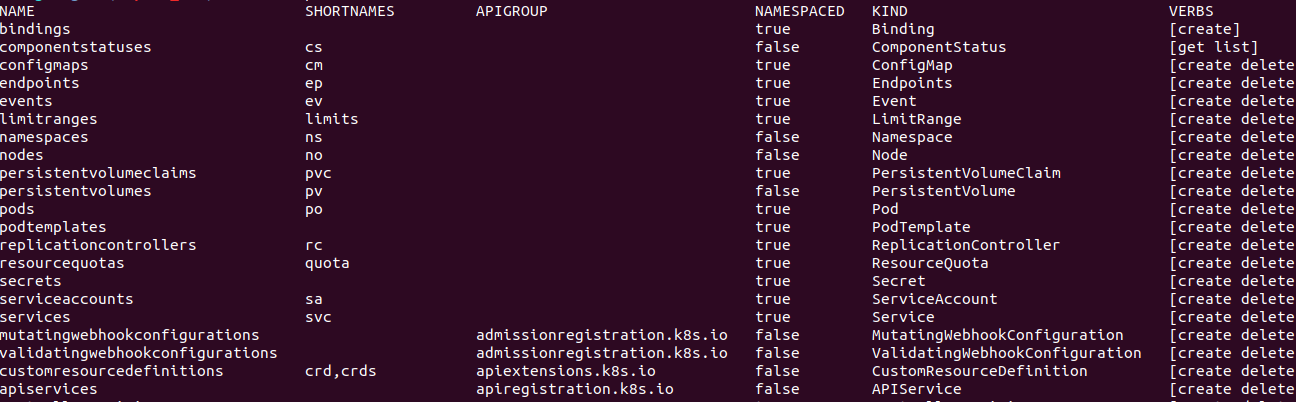 NAME SHORTNAMES APIGROUP NAMESPACED KIND VERBS
bindings true Binding [create]
componentstatuses cs false ComponentStatus [get list]
configmaps cm true ConfigMap [create delete
endpoints ep true Endpoints [create delete
events ev true Event [create delete
limitranges limits true LimitRange [create delete
namespaces ns false Namespace [create delete
nodes no false Node [create delete
persistentvolumeclaims pvc true PersistentVolumeClaim [create delete
persistentvolumes pv false PersistentVolume [create delete
pods po true Pod [create delete
podtemplates true PodTemplate [create delete
replicationcontrollers rc true ReplicationController [create delete
resourcequotas quota true ResourceQuota [create delete
secrets true Secret [create delete
serviceaccounts sa true ServiceAccount [create delete
services svc true Service [create delete
mutatingwebhookconfigurations admissionregistration.k8s.io false MutatingWebhookConfiguration [create delete
validatingwebhookconfigurations admissionregistration.k8s.io false ValidatingWebhookConfiguration [create delete
customresourcedefinitions crd,crds apiextensions.k8s.io false CustomResourceDefinition [create delete
apiservices apiregistration.k8s.io false APIService [create delete